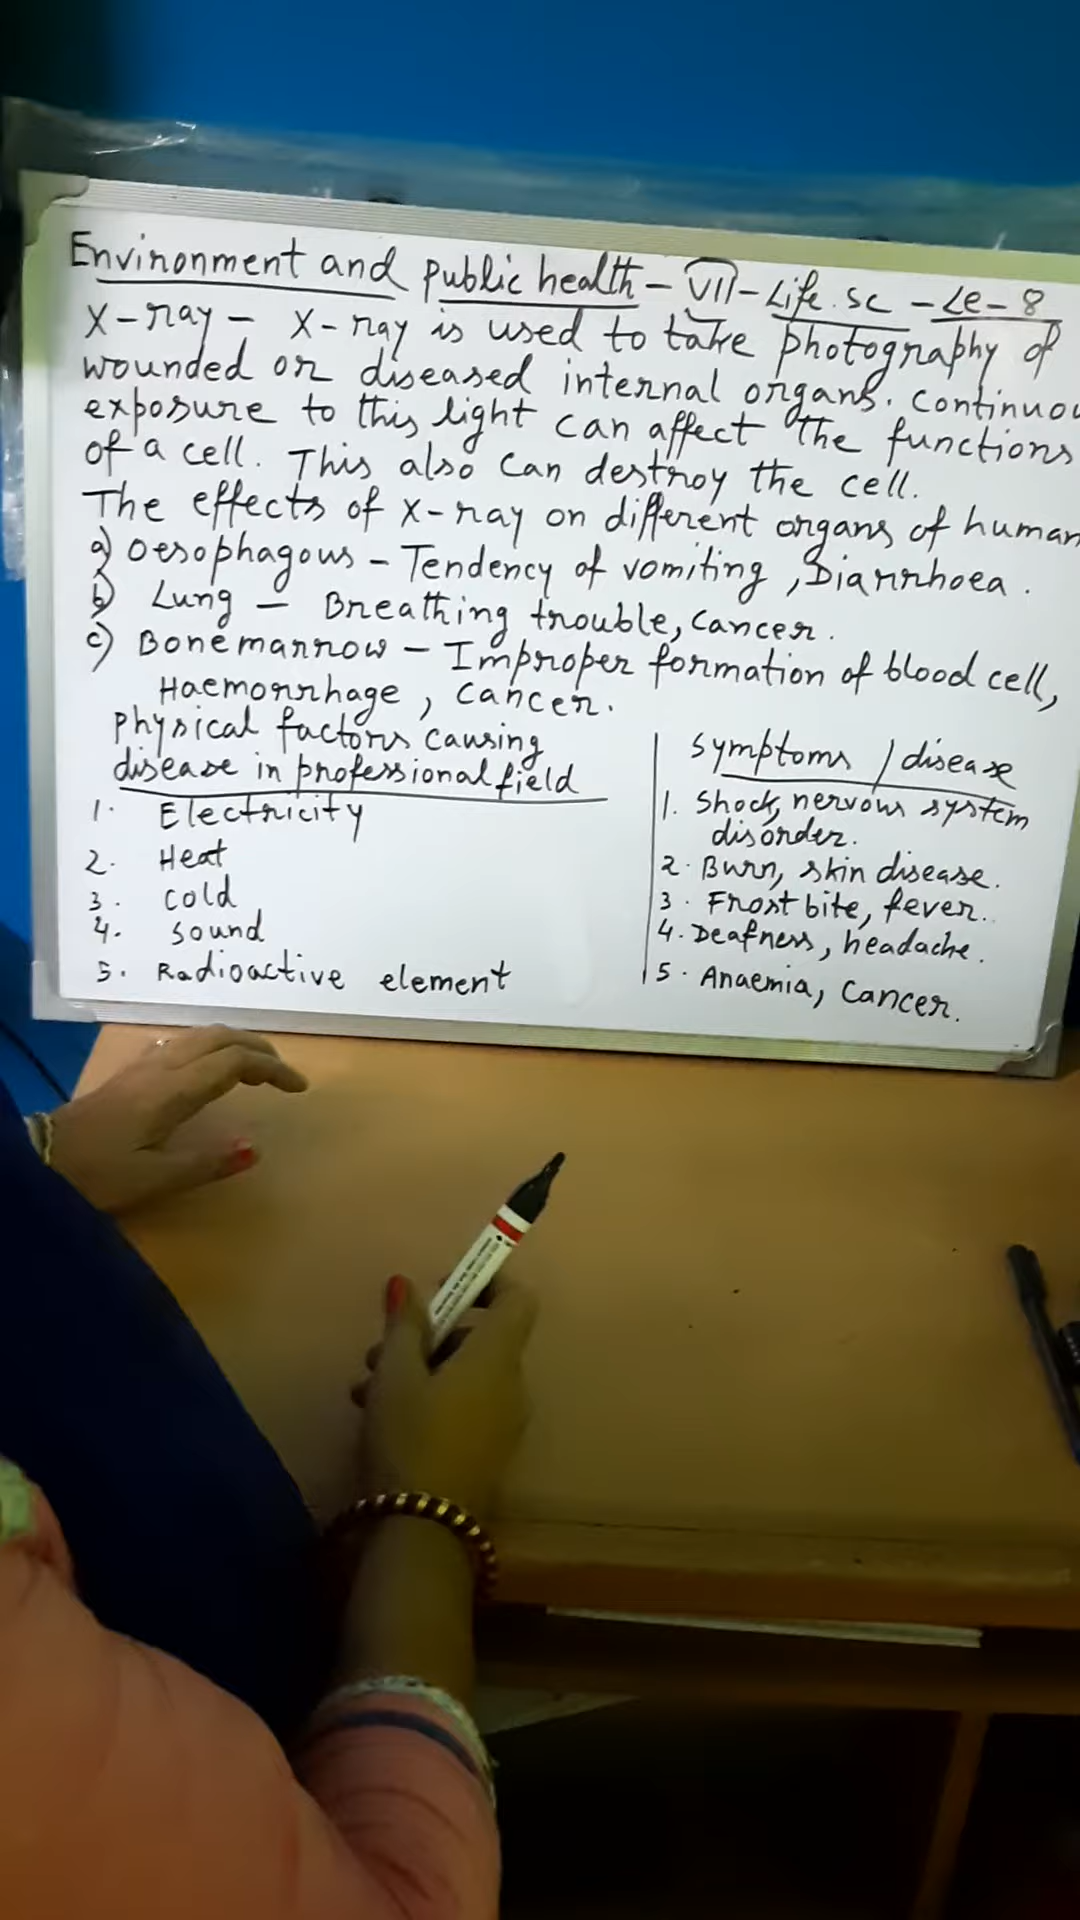 Environment and public health - VII - Life. sc - Le - 8
X-ray - X-ray is used to take photography of
wounded or diseased internal organs. continuou
exposure to this light can affect the functions
of a cell. This also can destroy the cell.
The effects of X-ray on different organs of human
a) Oesophagous - Tendency of vomiting, Diarrhoea.
b) Lung - Breathing trouble, cancer.
c) Bone marrow - Improper formation of blood cell,
Haemorrhage, cancer.
physical factors causing
disease in professional field
1. Electricity
2. Heat
3. cold
4. sound
5. Radioactive element
symptoms / disease
1. Shock, nervous system
disorder.
2. Burn, skin disease.
3. Frost bite, fever..
4. Deafness, headache.
5. Anaemia, cancer.